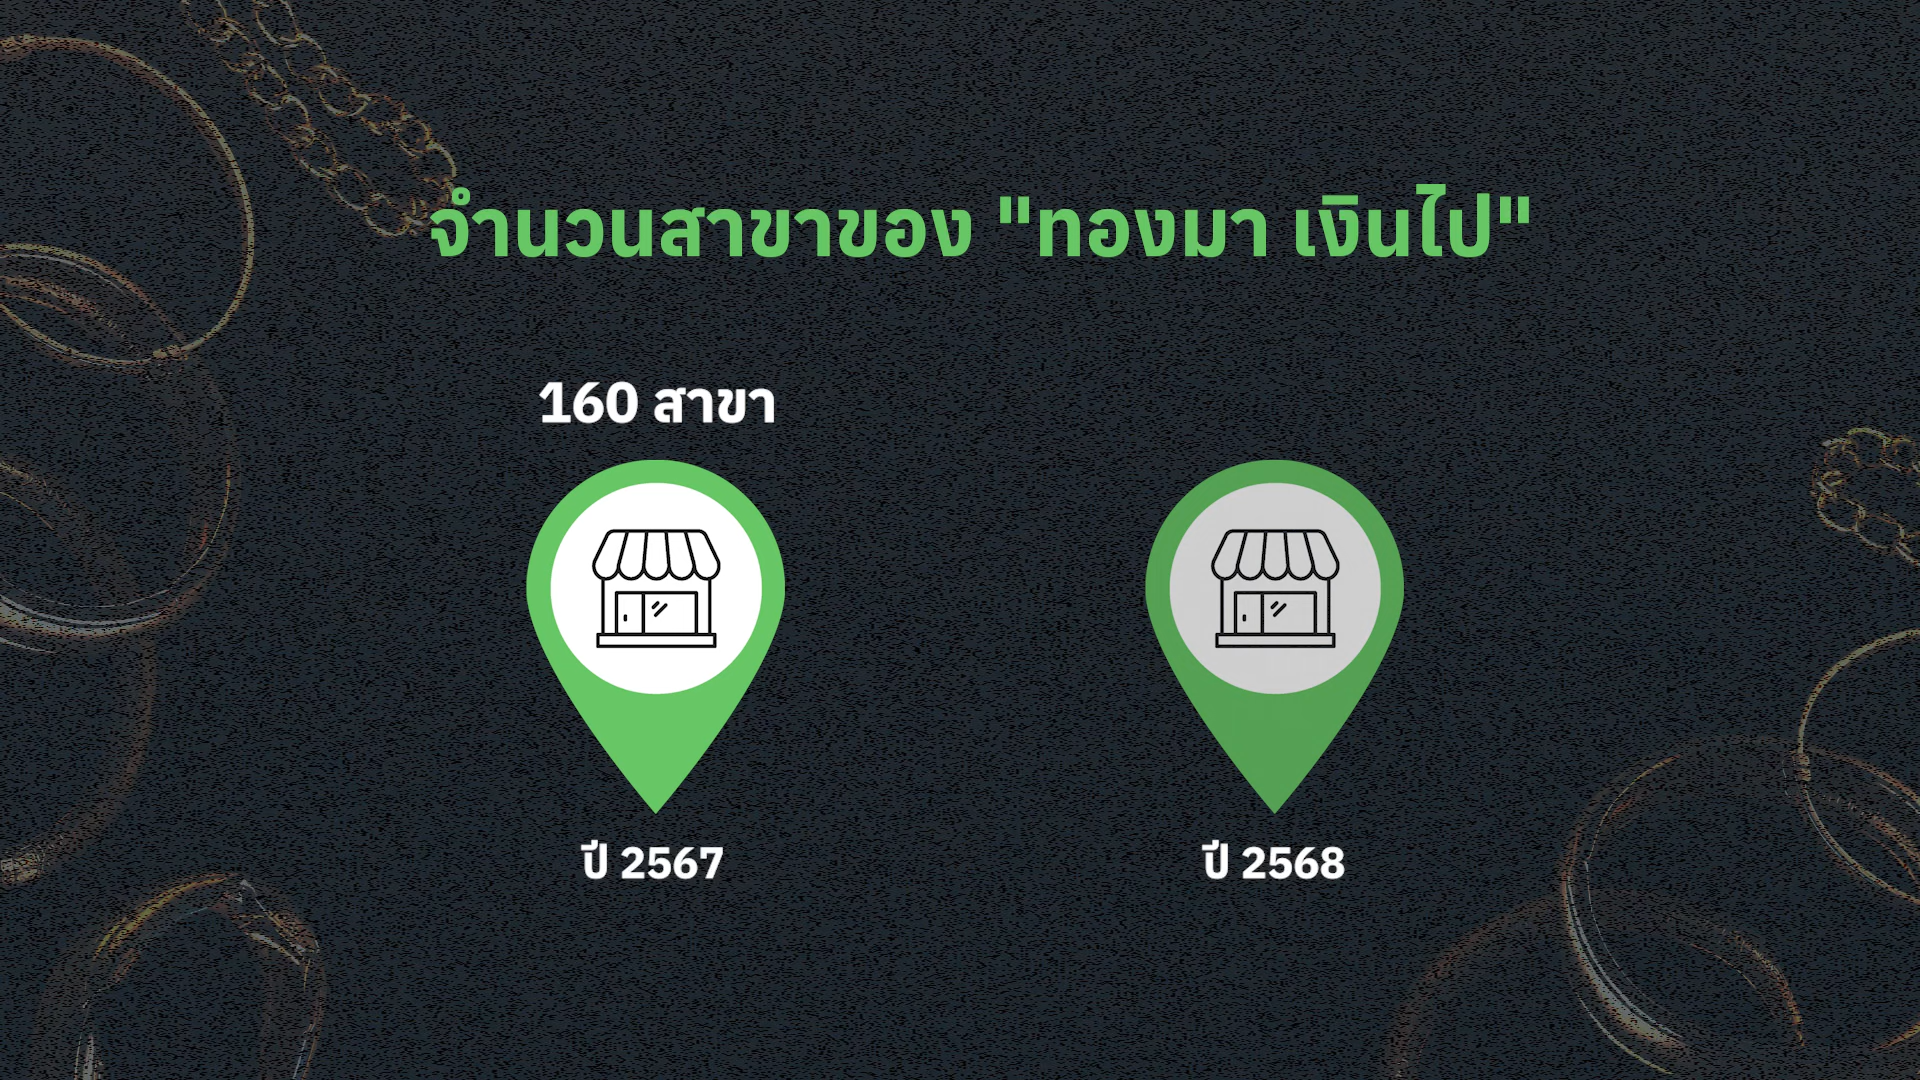 จำนวนสาขาของ "ทองมา เงินไป"
160 สาขา
ปี 2567
ปี 2568